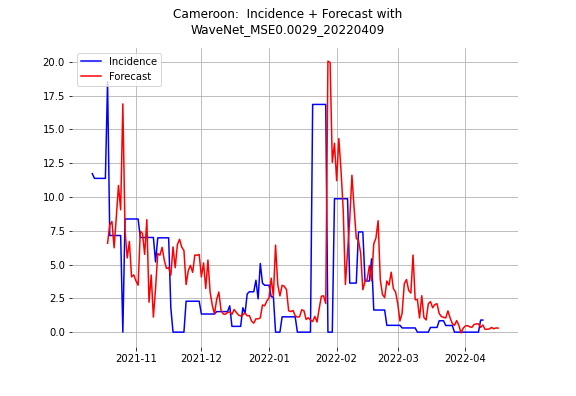 Cameroon:  Incidence + Forecast with
WaveNet_MSE0.0029_20220409
Incidence
Forecast
20.0
17.5
15.0
12.5
10.0
7.5
5.0
2.5
0.0
2021-11 2021-12 2022-01 2022-02 2022-03 2022-04